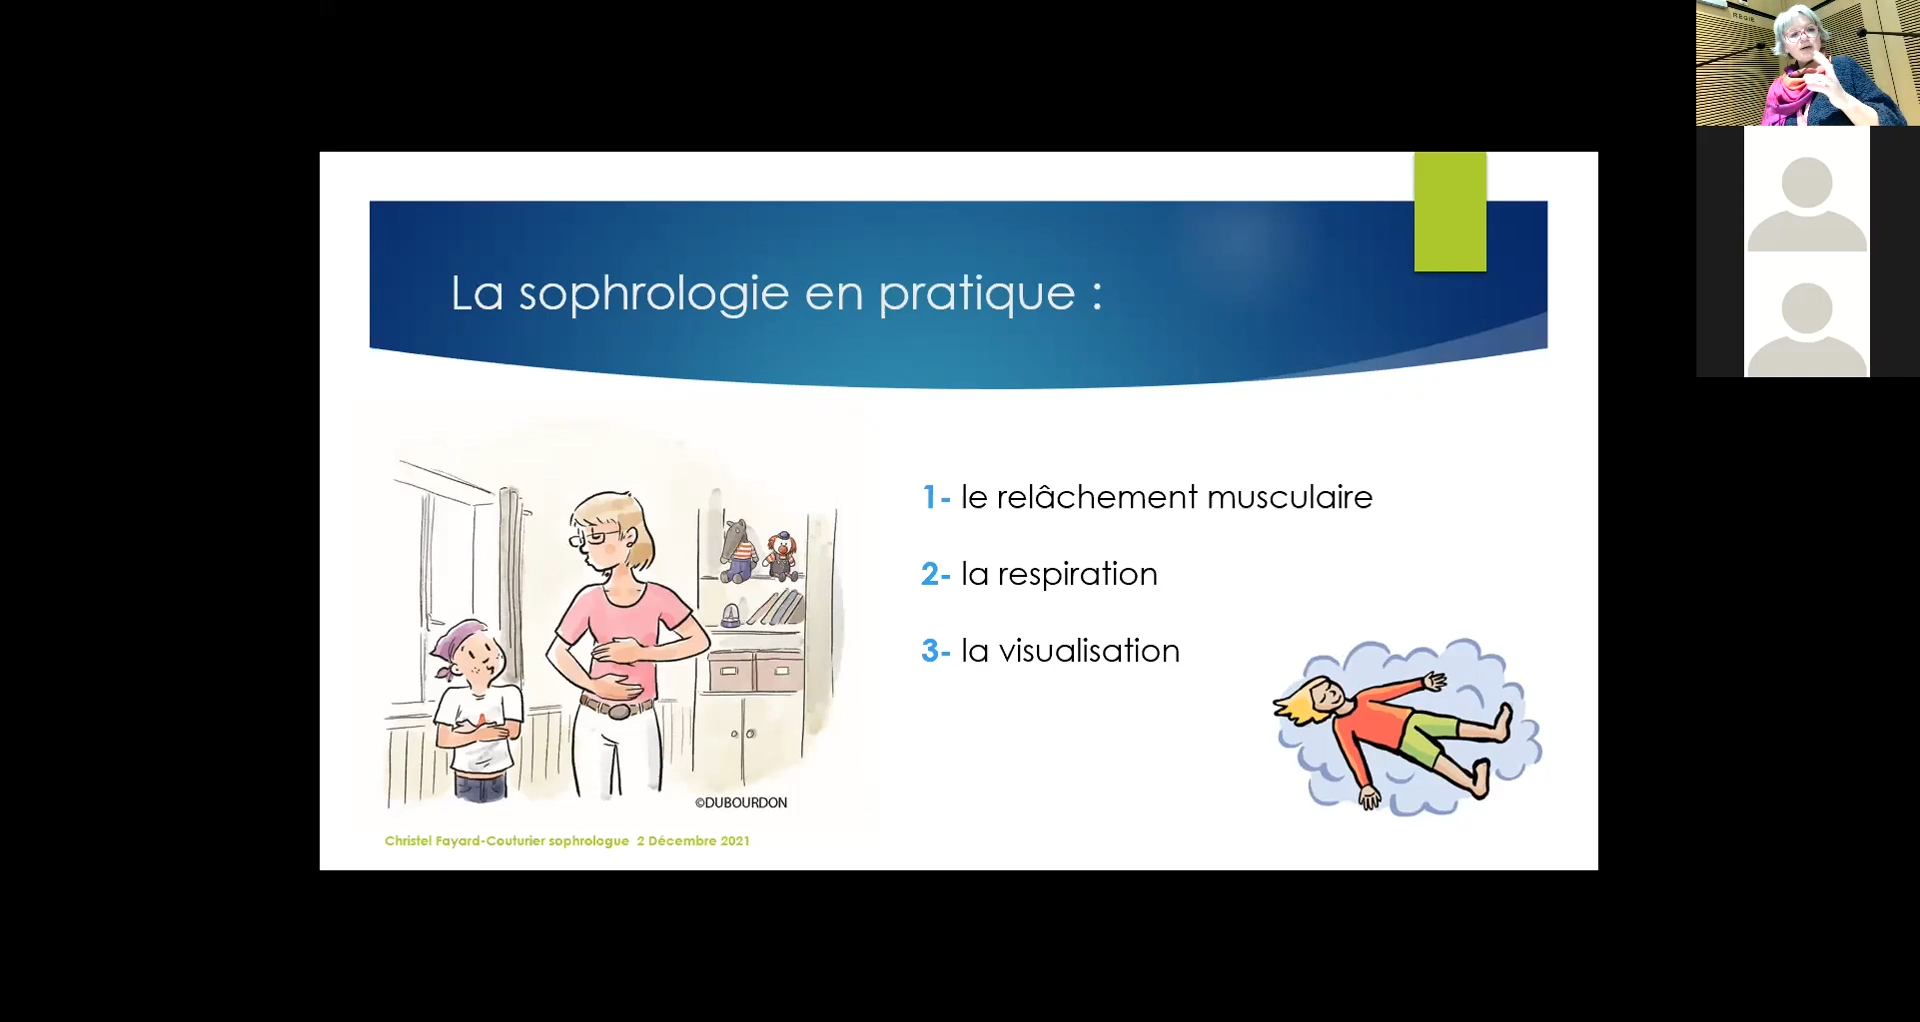 REGIE
La sophrologie en pratique :
1- le relâchement musculaire
2- la respiration
3- la visualisation
©DUBOURDON
Christel Fayard-Couturier sophrologue 2 Décembre 2021